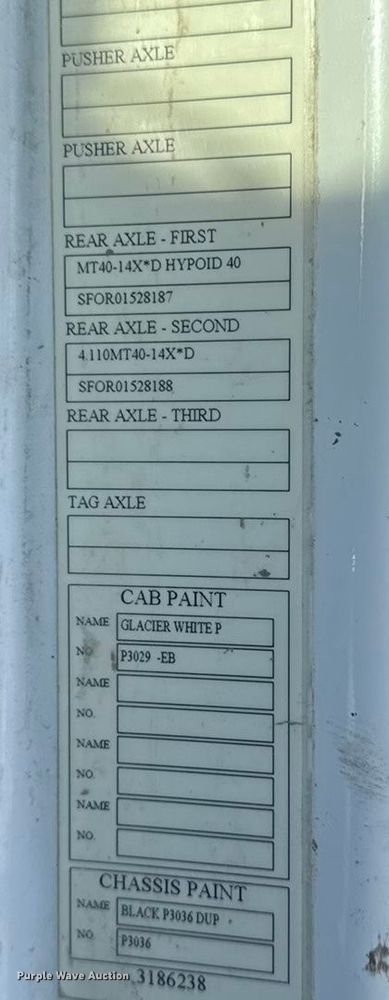 PUSHER AXLE
PUSHER AXLE
REAR AXLE - FIRST
MT40-14X*D HYPOID 40
SFOR01528187
REAR AXLE - SECOND
4.110MT40-14X*D
SFOR01528188
REAR AXLE - THIRD
TAG AXLE
CAB PAINT
NAME GLACIER WHITE P
NO. P3029 -EB
NAME
NO.
NAME
NO.
NAME
NO.
CHASSIS PAINT
NAME BLACK P3036 DUP
NO. P3036
3186238
Purple Wave Auction